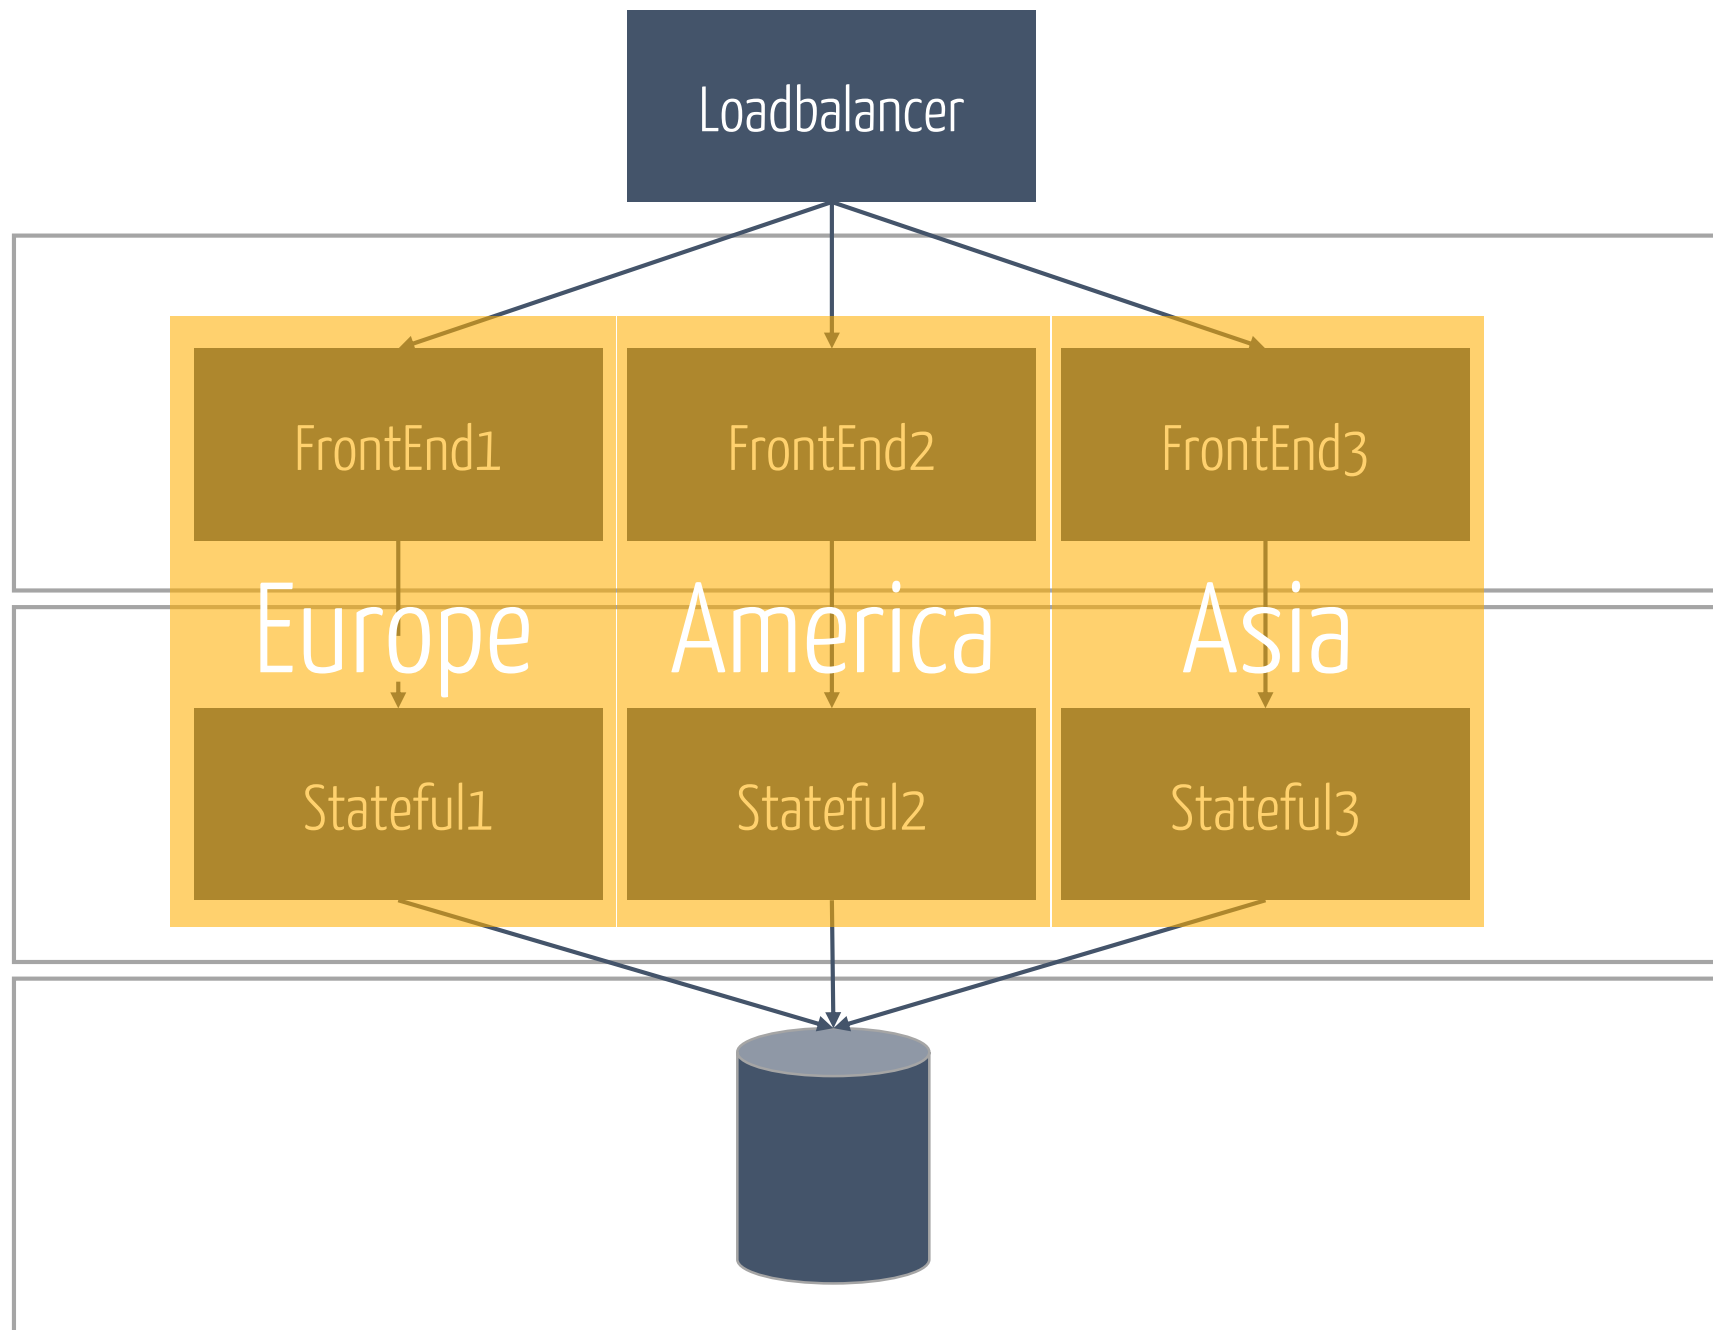 Loadbalancer
FrontEnd1
FrontEnd2
FrontEnd3
Europe
America
Asia
Stateful1
Stateful2
Stateful3